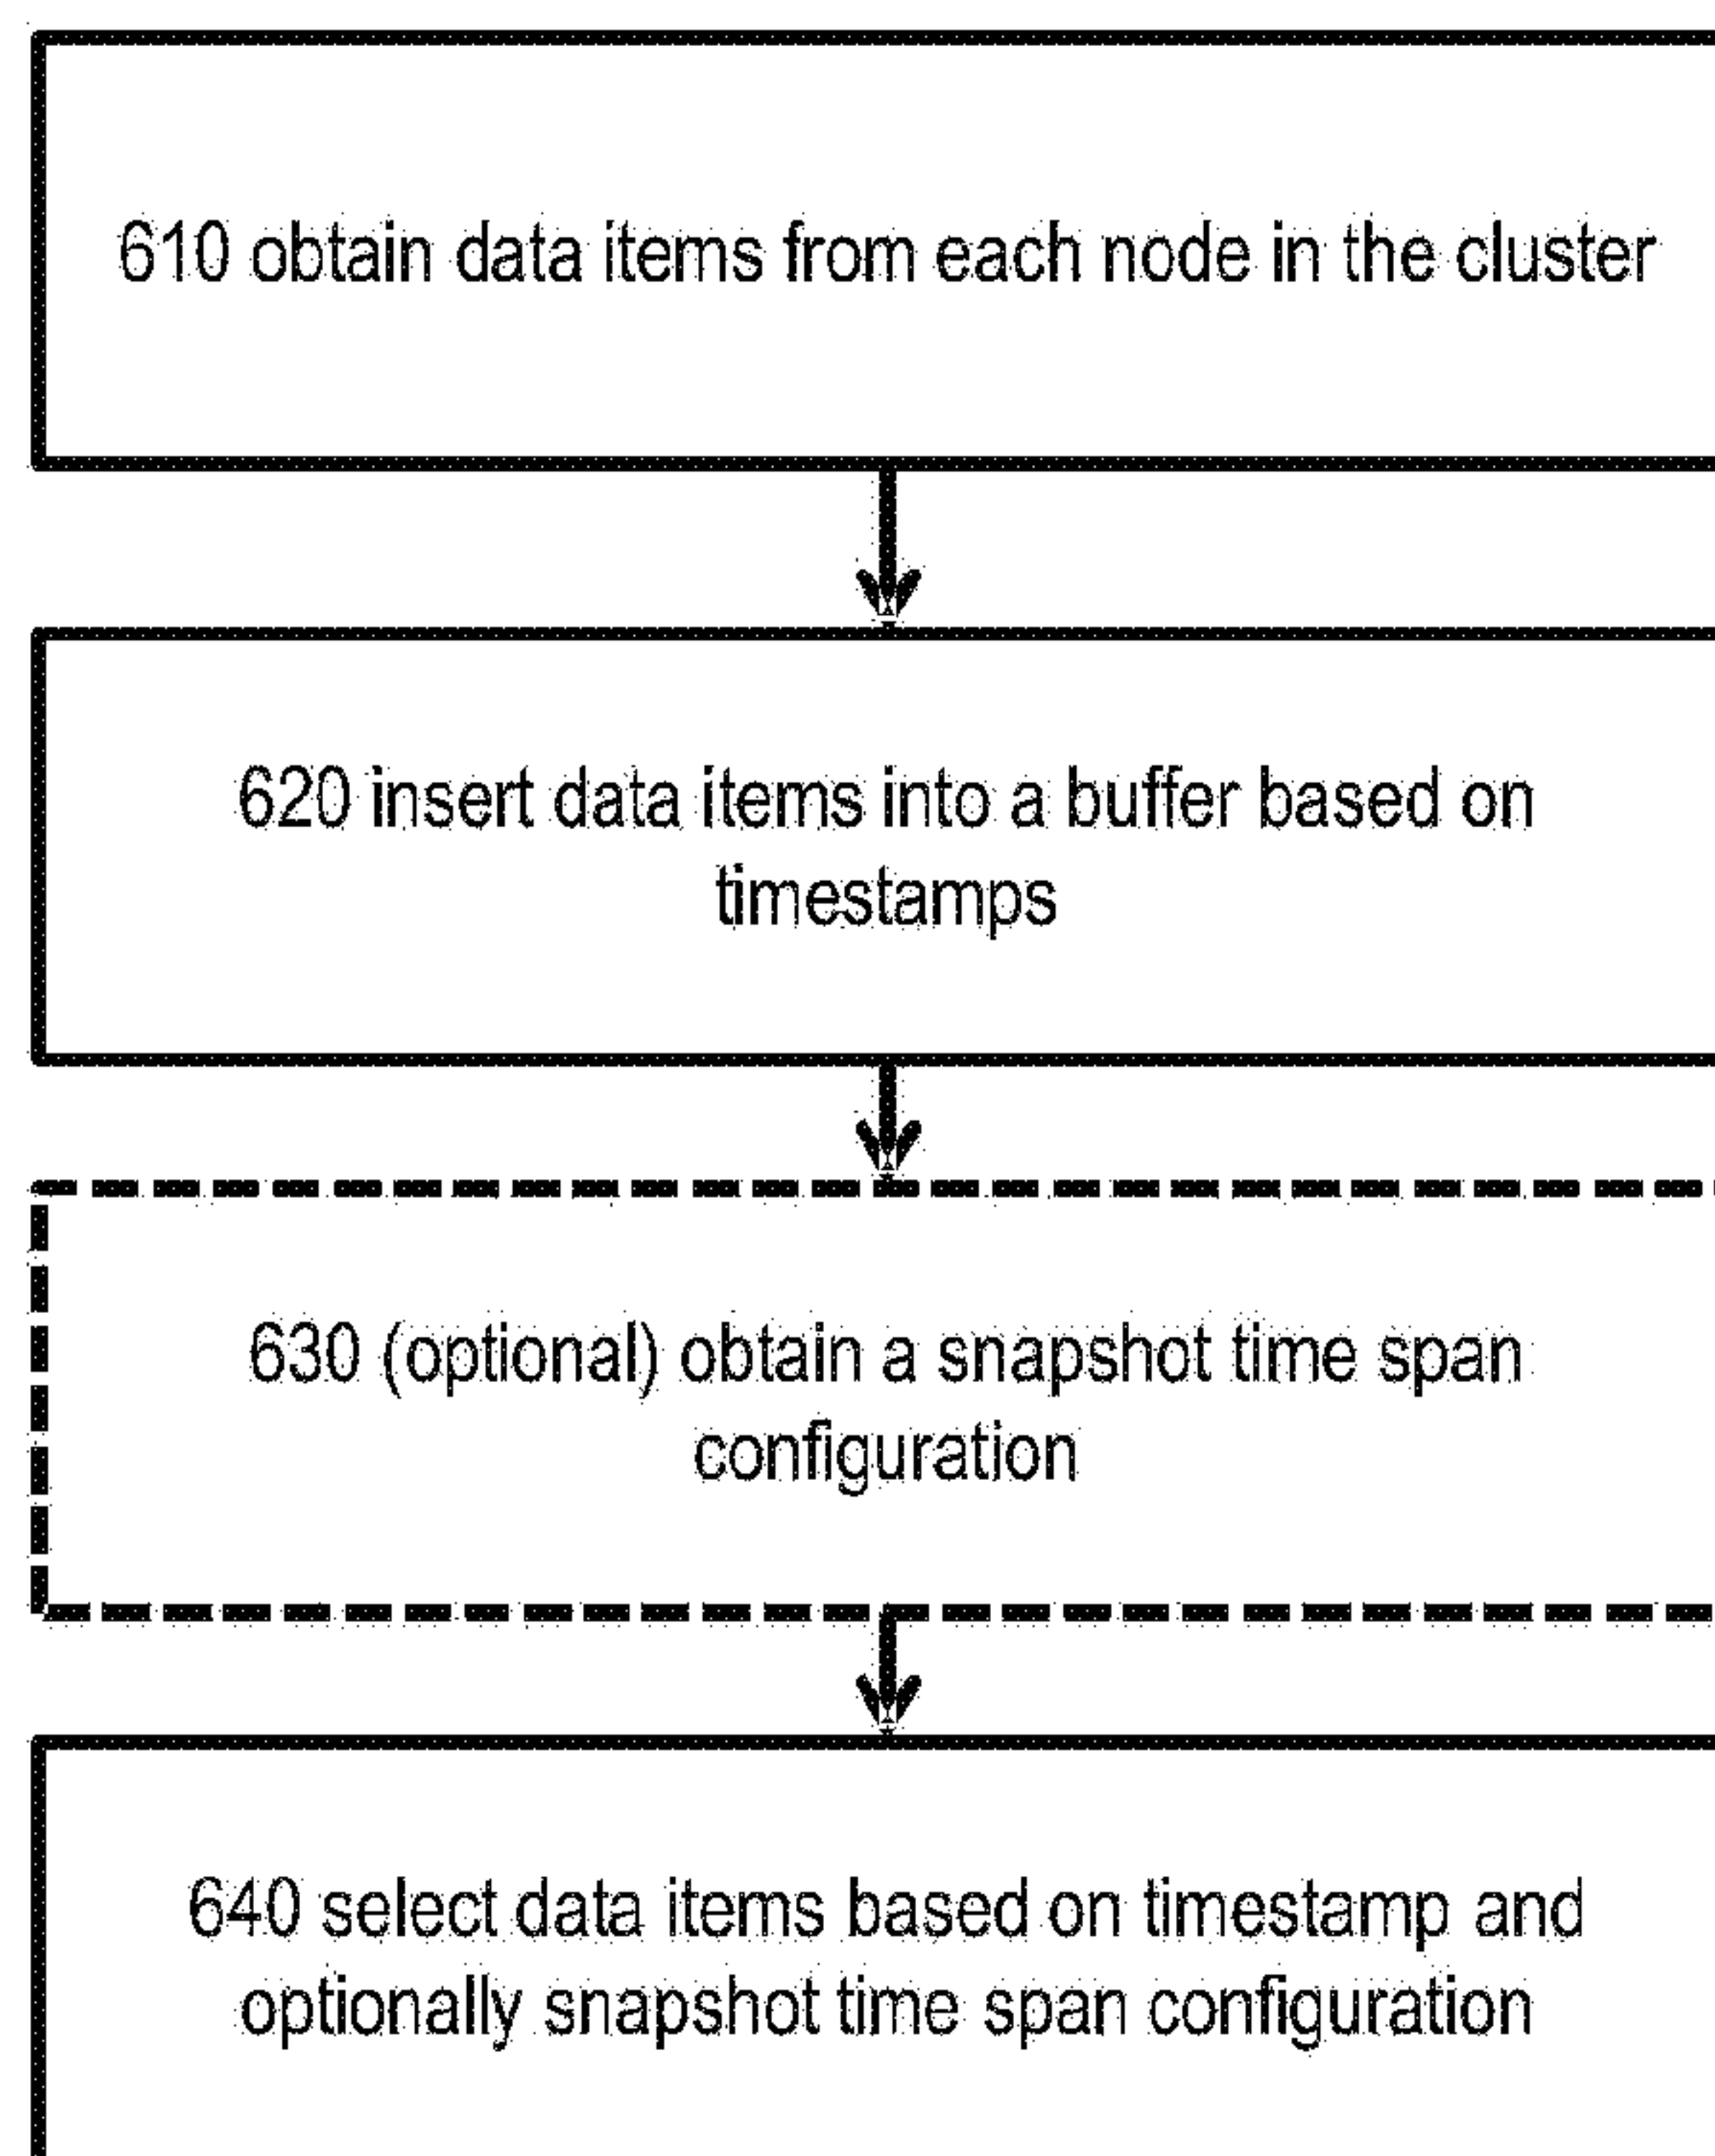 610 obtain data items from each node in the cluster
620 insert data items into a buffer based on
timestamps
630 (optional) obtain a snapshot time span
configuration
640 select data items based on timestamp and
optionally snapshot time span configuration